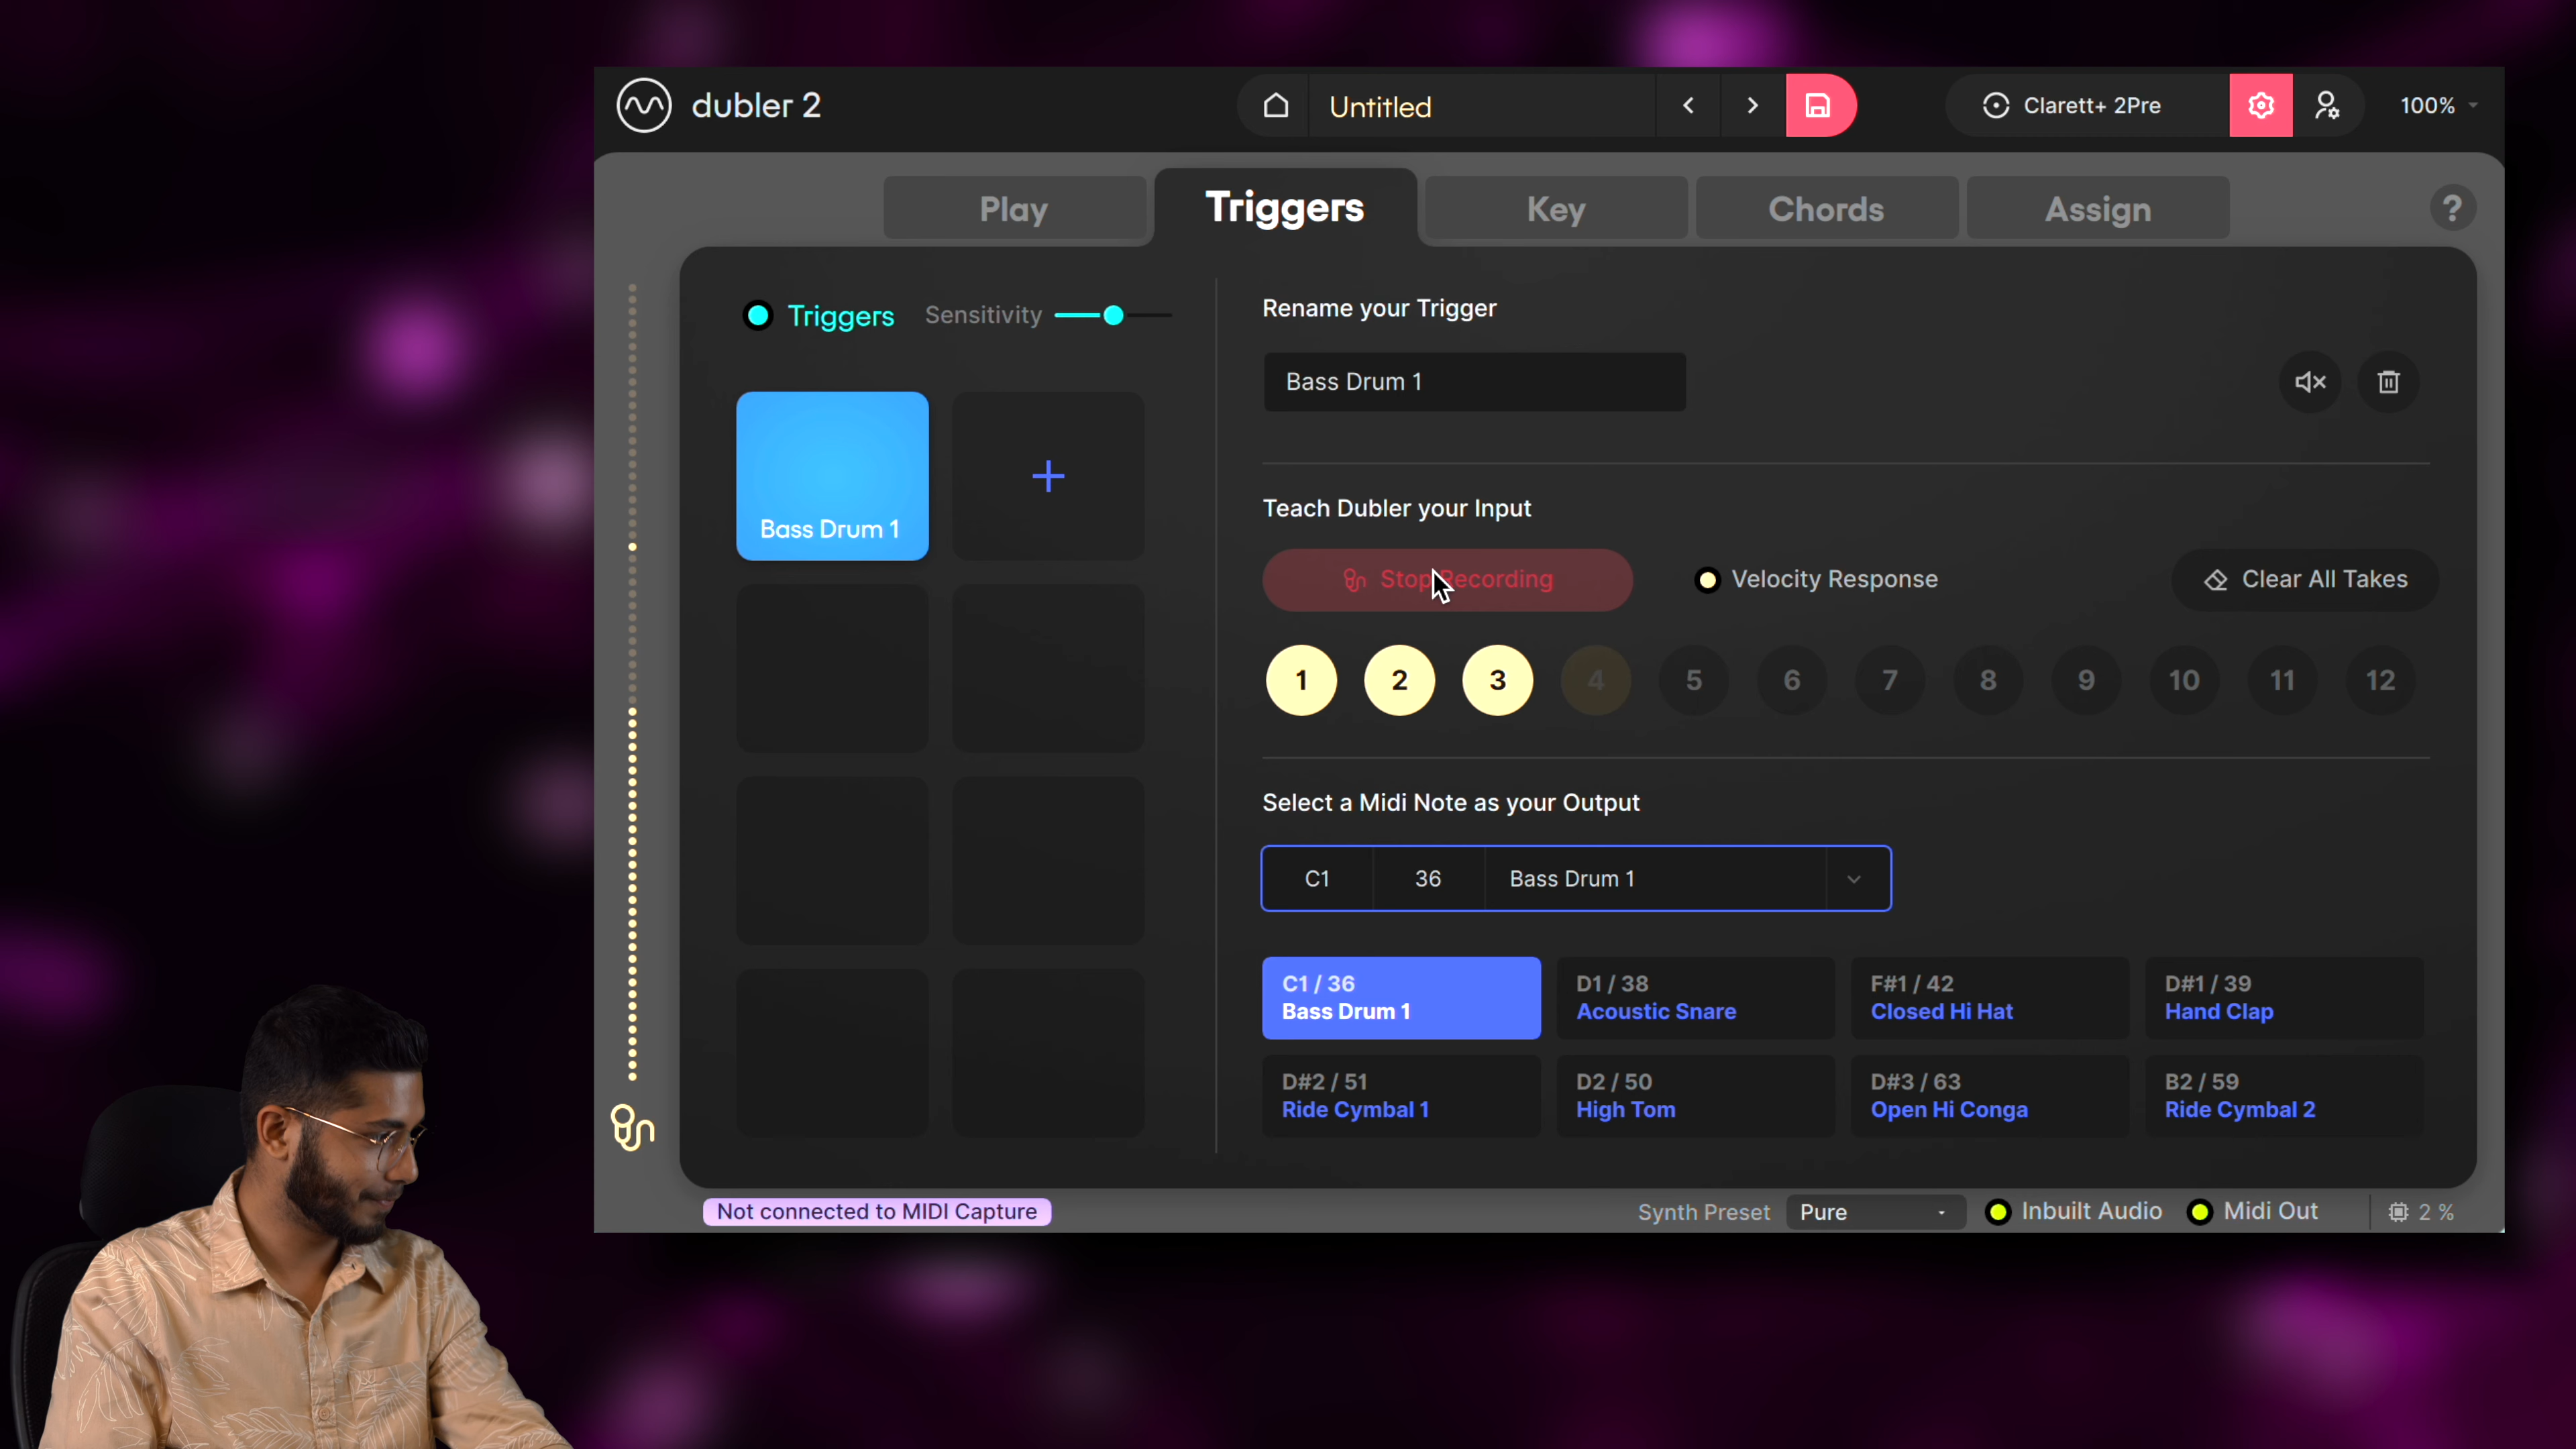 dubler 2
Untitled
Clarett+ 2Pre
100%
Play
Triggers
Key
Chords
Assign
?
Triggers
Sensitivity
Bass Drum 1
+
Rename your Trigger
Bass Drum 1
Teach Dubler your Input
Stop Recording
Velocity Response
Clear All Takes
1 2 3 4 5 6 7 8 9 10 11 12
Select a Midi Note as your Output
C1 36 Bass Drum 1
C1 / 36
Bass Drum 1
D1 / 38
Acoustic Snare
F#1 / 42
Closed Hi Hat
D#1 / 39
Hand Clap
D#2 / 51
Ride Cymbal 1
D2 / 50
High Tom
D#3 / 63
Open Hi Conga
B2 / 59
Ride Cymbal 2
Not connected to MIDI Capture
Synth Preset
Pure
Inbuilt Audio
Midi Out
2 %